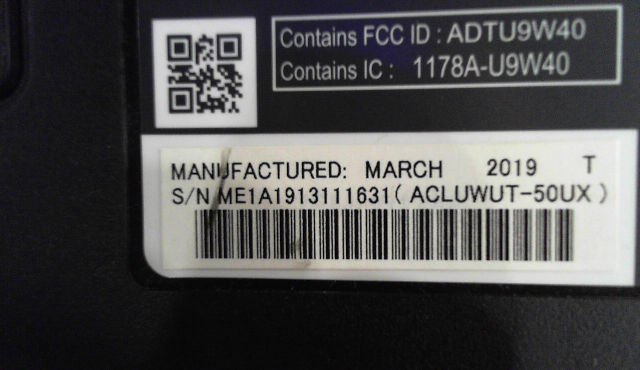 Contains FCC ID : ADTU9W40
Contains IC : 1178A-U9W40
MANUFACTURED: MARCH 2019 T
S/N ME1A1913111631( ACLUWUT-50UX )